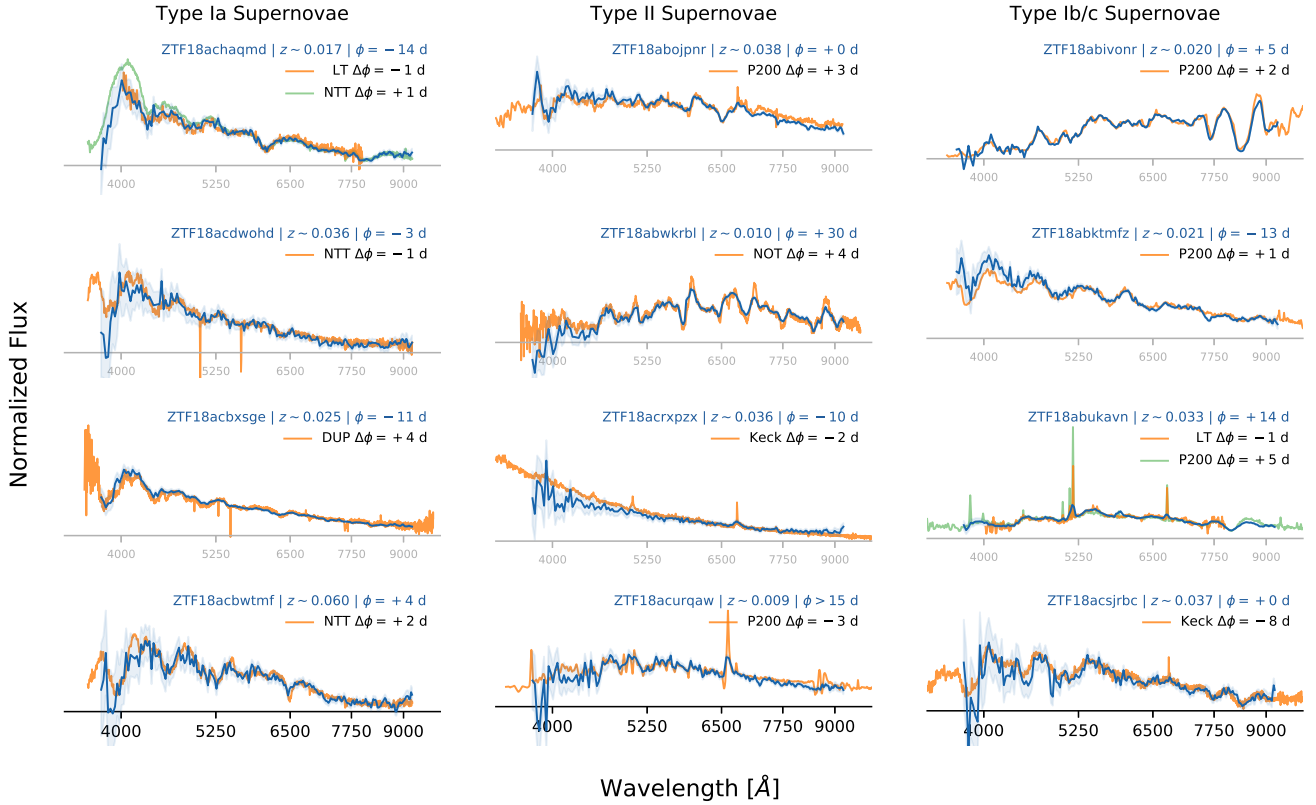 Type Ia Supernovae
Type II Supernovae
Type Ib/c Supernovae
ZTF18achaqmd | z ~ 0.017 | ϕ = −14 d
LT Δϕ = −1 d
NTT Δϕ = +1 d
4000 5250 6500 7750 9000
ZTF18abojpnr | z ~ 0.038 | ϕ = +0 d
P200 Δϕ = +3 d
4000 5250 6500 7750 9000
ZTF18abivonr | z ~ 0.020 | ϕ = +5 d
P200 Δϕ = +2 d
4000 5250 6500 7750 9000
ZTF18acdwohd | z ~ 0.036 | ϕ = −3 d
NTT Δϕ = −1 d
4000 5250 6500 7750 9000
ZTF18abwkrbl | z ~ 0.010 | ϕ = +30 d
NOT Δϕ = +4 d
4000 5250 6500 7750 9000
ZTF18abktmfz | z ~ 0.021 | ϕ = −13 d
P200 Δϕ = +1 d
4000 5250 6500 7750 9000
ZTF18acbxsge | z ~ 0.025 | ϕ = −11 d
DUP Δϕ = +4 d
4000 5250 6500 7750 9000
ZTF18acrxpzx | z ~ 0.036 | ϕ = −10 d
Keck Δϕ = −2 d
4000 5250 6500 7750 9000
ZTF18abukavn | z ~ 0.033 | ϕ = +14 d
LT Δϕ = −1 d
P200 Δϕ = +5 d
4000 5250 6500 7750 9000
ZTF18acbwtmf | z ~ 0.060 | ϕ = +4 d
NTT Δϕ = +2 d
4000 5250 6500 7750 9000
ZTF18acurqaw | z ~ 0.009 | ϕ > 15 d
P200 Δϕ = −3 d
4000 5250 6500 7750 9000
ZTF18acsjrbc | z ~ 0.037 | ϕ = +0 d
Keck Δϕ = −8 d
4000 5250 6500 7750 9000
Normalized Flux
Wavelength [Å]